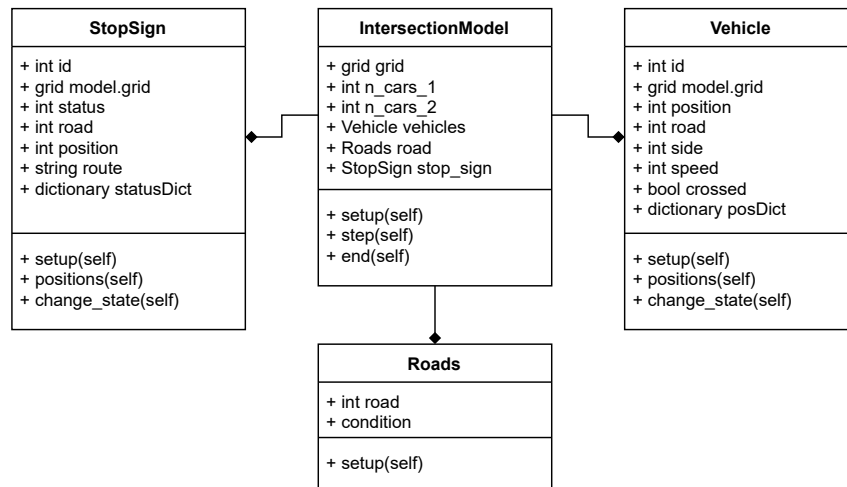 StopSign
+ int id
+ grid model.grid
+ int status
+ int road
+ int position
+ string route
+ dictionary statusDict
+ setup(self)
+ positions(self)
+ change_state(self)
IntersectionModel
+ grid grid
+ int n_cars_1
+ int n_cars_2
+ Vehicle vehicles
+ Roads road
+ StopSign stop_sign
+ setup(self)
+ step(self)
+ end(self)
Vehicle
+ int id
+ grid model.grid
+ int position
+ int road
+ int side
+ int speed
+ bool crossed
+ dictionary posDict
+ setup(self)
+ positions(self)
+ change_state(self)
Roads
+ int road
+ condition
+ setup(self)